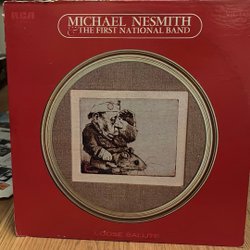 RCA
MICHAEL NESMITH
& THE FIRST NATIONAL BAND
LOOSE SALUTE